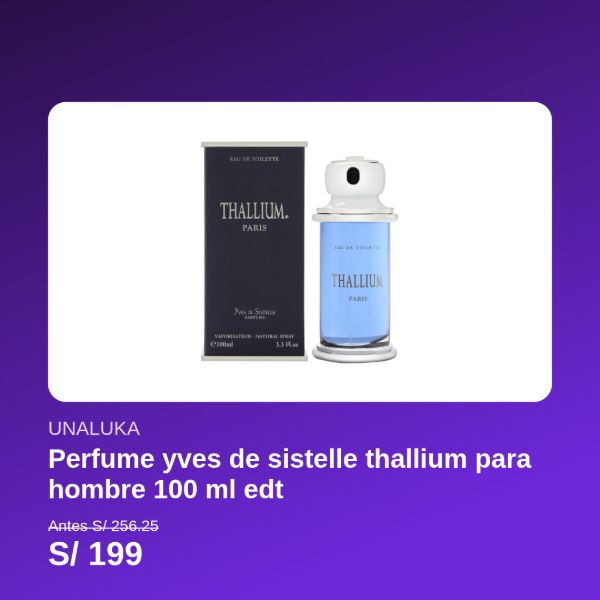 EAU DE TOILETTE
THALLIUM.
PARIS
Yves de Sistelle
PARFUMS
VAPORISATEUR - NATURAL SPRAY
℮100ml 3.3 Fl.oz
EAU DE TOILETTE
THALLIUM
PARIS
UNALUKA
Perfume yves de sistelle thallium para
hombre 100 ml edt
Antes S/ 256.25
S/ 199